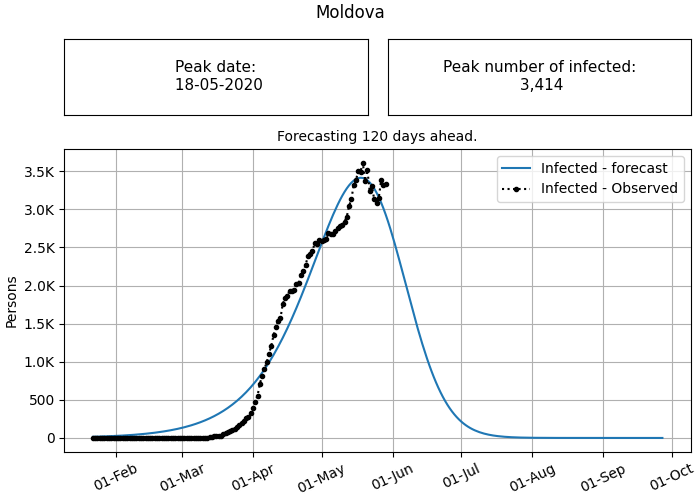 Moldova
Peak date:
18-05-2020
Peak number of infected:
3,414
Forecasting 120 days ahead.
Infected - forecast
Infected - Observed
Persons
3.5K
3.0K
2.5K
2.0K
1.5K
1.0K
500
0
01-Feb
01-Mar
01-Apr
01-May
01-Jun
01-Jul
01-Aug
01-Sep
01-Oct